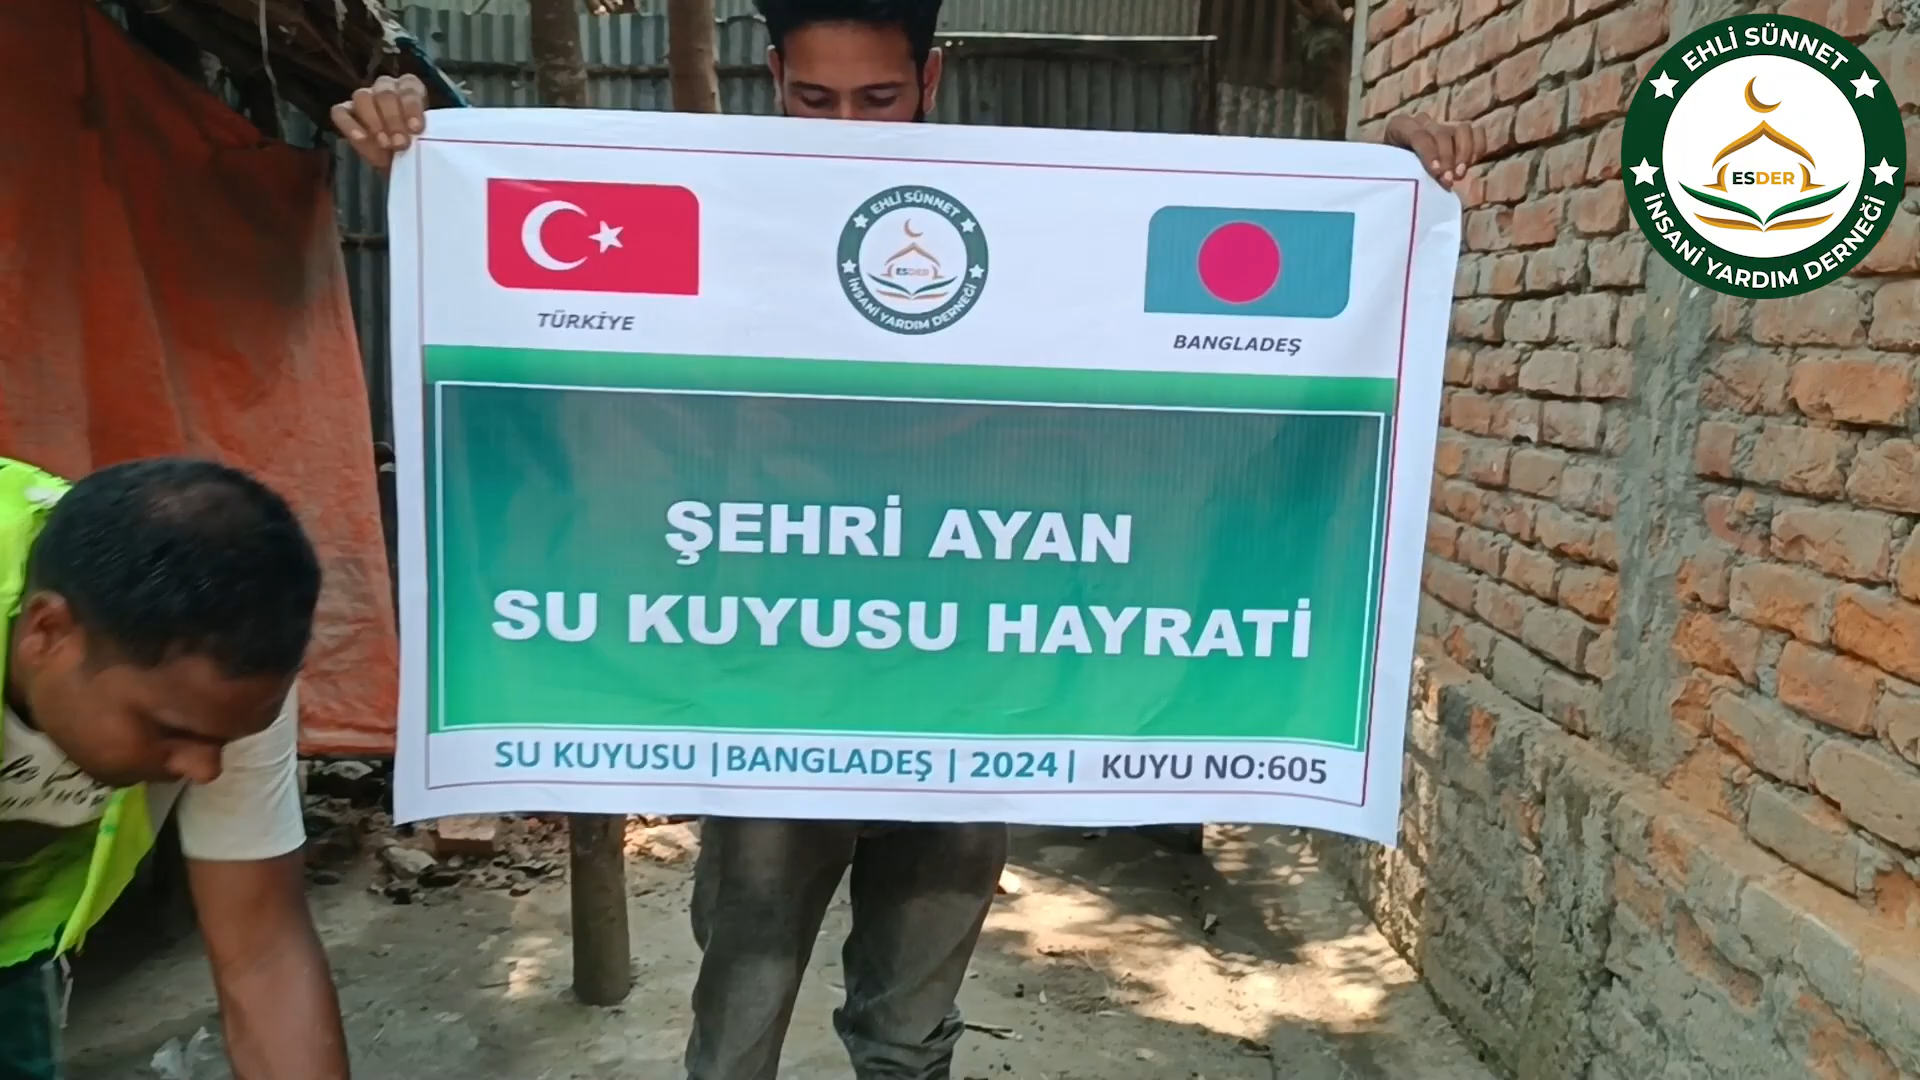 EHLİ SÜNNET
ESDER
İNSANİ YARDIM DERNEĞİ
EHLİ SÜNNET
ESDER
İNSANİ YARDIM DERNEĞİ
TÜRKİYE
BANGLADEŞ
ŞEHRİ AYAN
SU KUYUSU HAYRATİ
SU KUYUSU |BANGLADEŞ | 2024 | KUYU NO:605